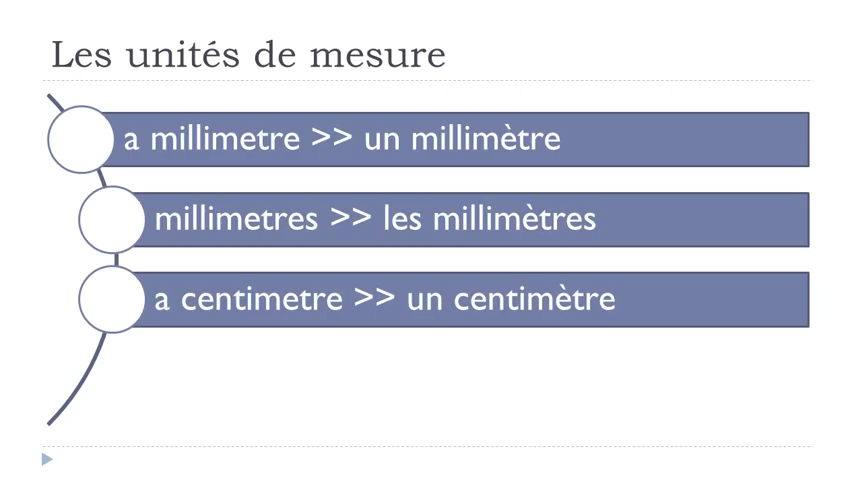 Les unités de mesure
a millimetre >> un millimètre
millimetres >> les millimètres
a centimetre >> un centimètre